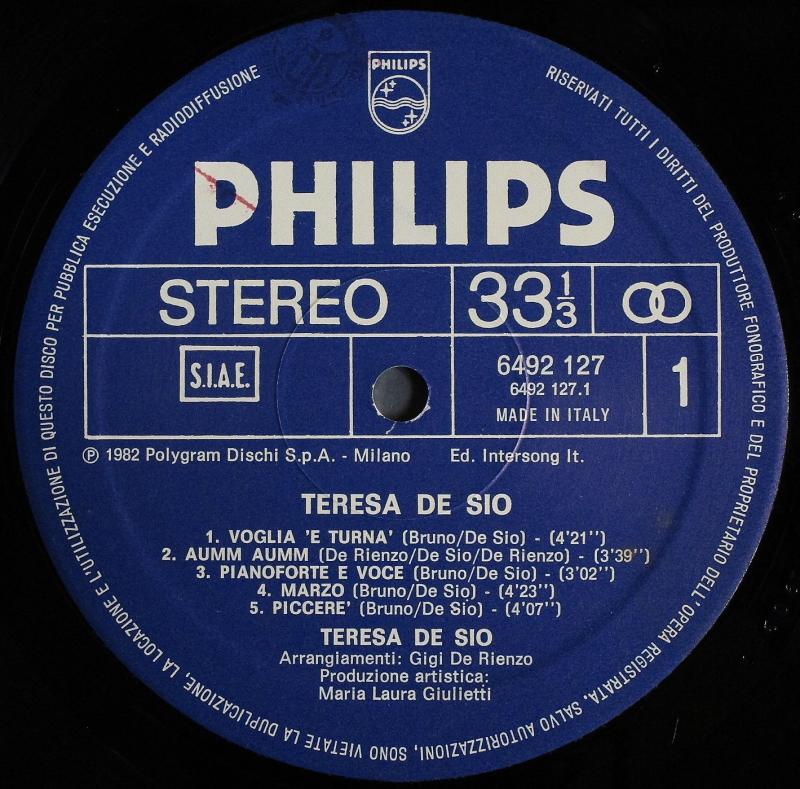 PHILIPS
RISERVATI TUTTI I DIRITTI DEL PRODUTTORE FONOGRAFICO E DEL PROPRIETARIO DELL'OPERA REGISTRATA. SALVO AUTORIZZAZIONI, SONO VIETATE LA DUPLICAZIONE, LA LOCAZIONE E L'UTILIZZAZIONE DI QUESTO DISCO PER PUBBLICA ESECUZIONE E RADIODIFFUSIONE
PHILIPS
STEREO 33 1/3
S.I.A.E. 6492 127 1
6492 127.1
MADE IN ITALY
℗ 1982 Polygram Dischi S.p.A. - Milano Ed. Intersong It.
TERESA DE SIO
1. VOGLIA 'E TURNA' (Bruno/De Sio) - (4'21'')
2. AUMM AUMM (De Rienzo/De Sio/De Rienzo) - (3'39'')
3. PIANOFORTE E VOCE (Bruno/De Sio) - (3'02'')
4. MARZO (Bruno/De Sio) - (4'23'')
5. PICCERE' (Bruno/De Sio) - (4'07'')
TERESA DE SIO
Arrangiamenti: Gigi De Rienzo
Produzione artistica:
Maria Laura Giulietti